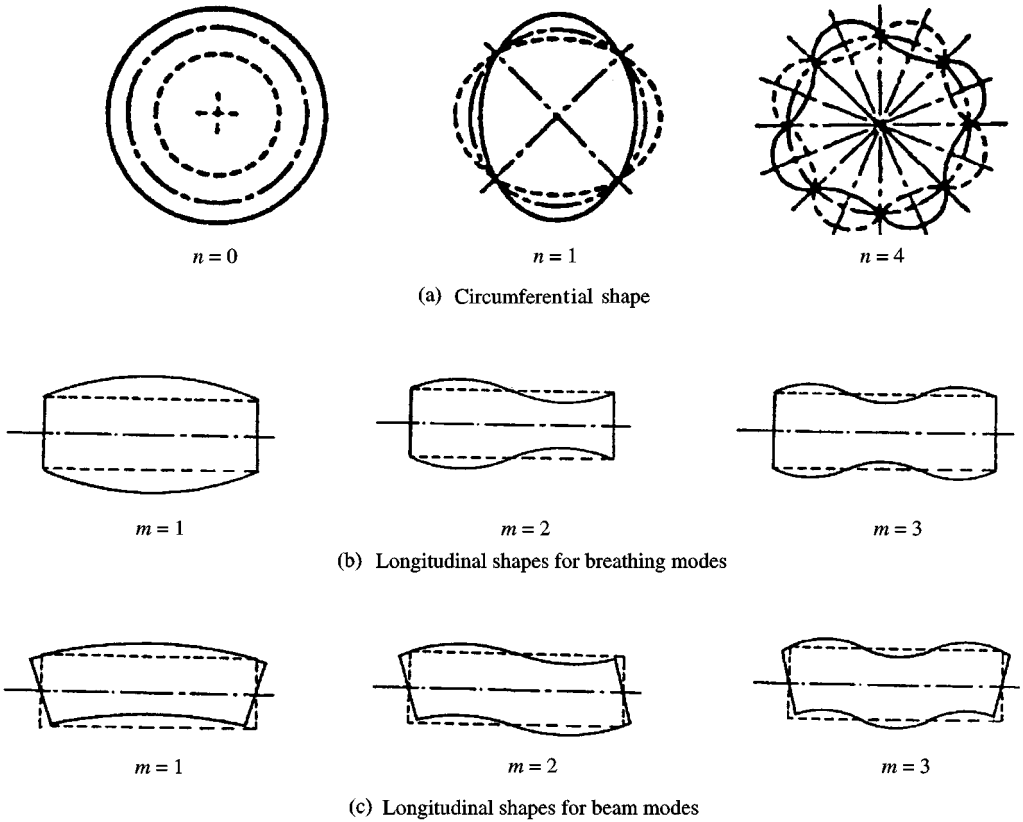 n = 0
n = 1
n = 4
(a) Circumferential shape
m = 1
m = 2
m = 3
(b) Longitudinal shapes for breathing modes
m = 1
m = 2
m = 3
(c) Longitudinal shapes for beam modes